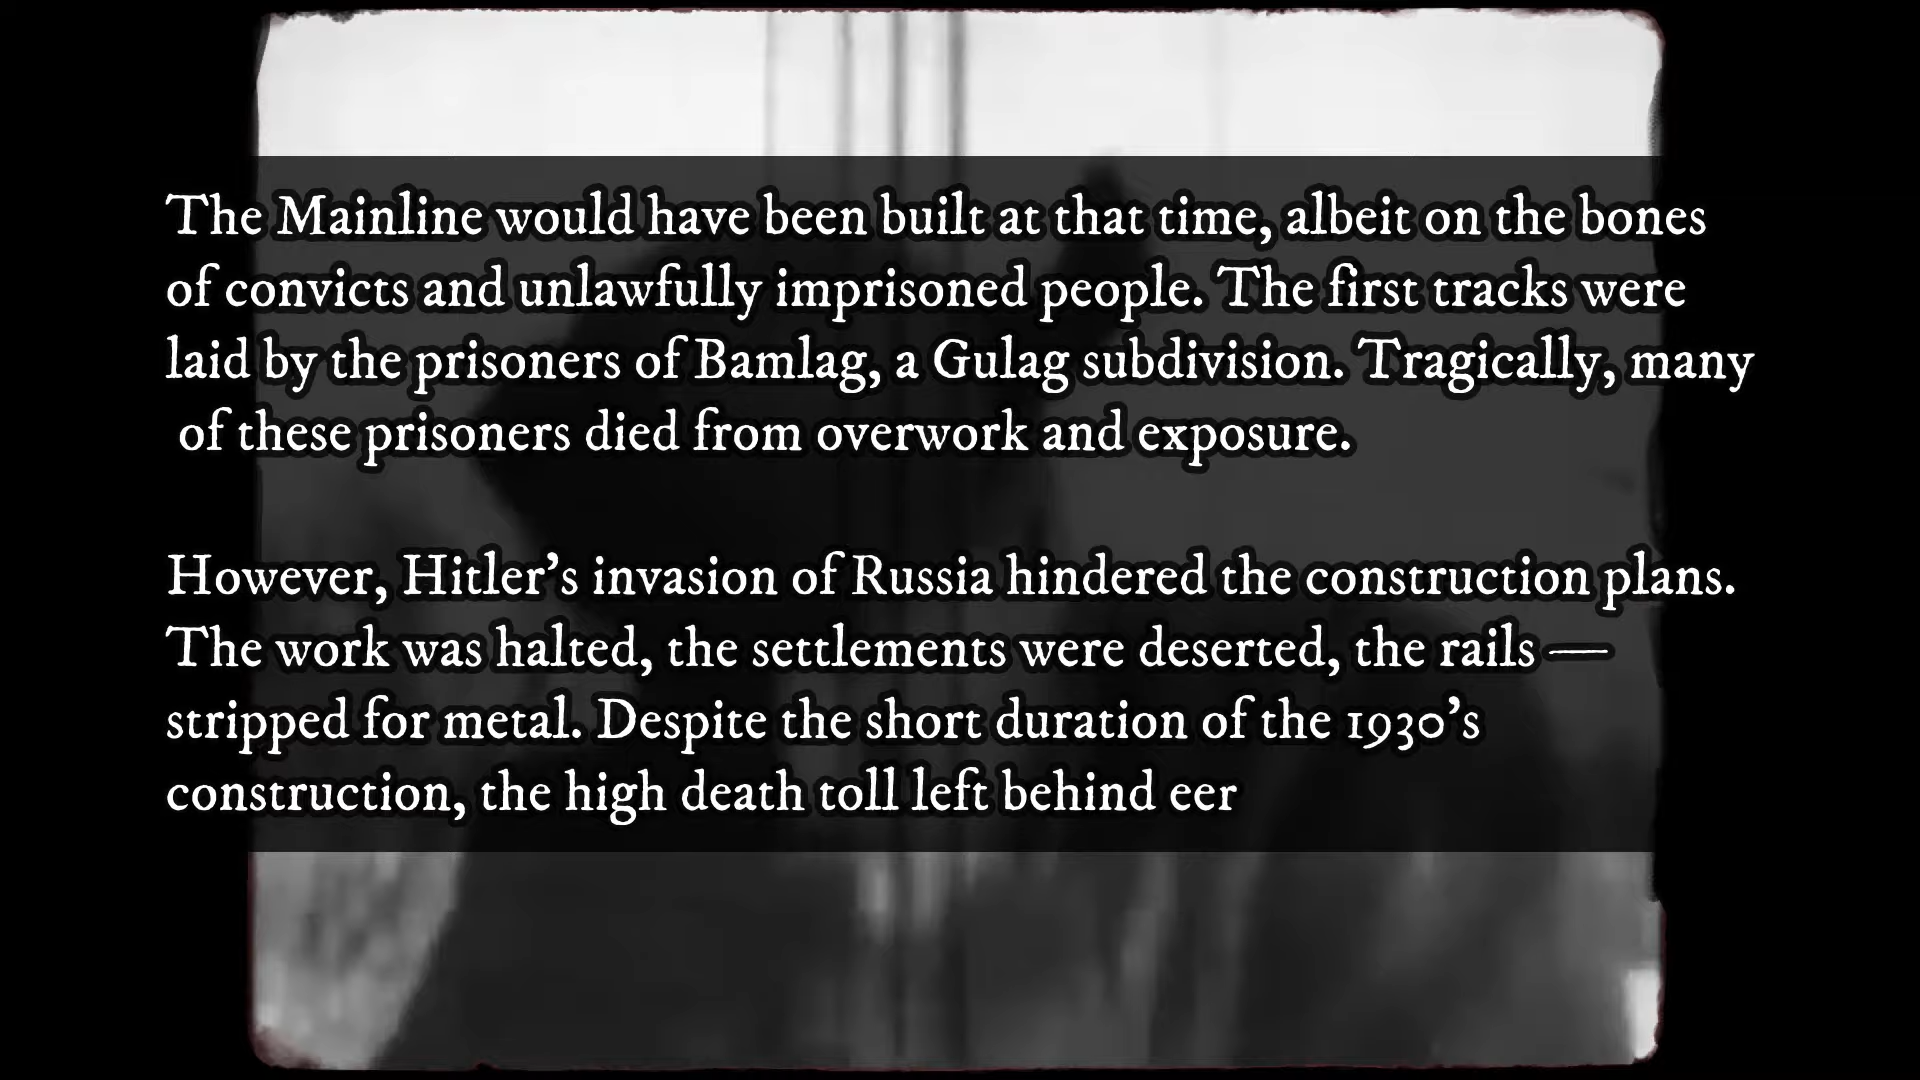 The Mainline would have been built at that time, albeit on the bones
of convicts and unlawfully imprisoned people. The first tracks were
laid by the prisoners of Bamlag, a Gulag subdivision. Tragically, many
of these prisoners died from overwork and exposure.
However, Hitler’s invasion of Russia hindered the construction plans.
The work was halted, the settlements were deserted, the rails —
stripped for metal. Despite the short duration of the 1930’s
construction, the high death toll left behind eer